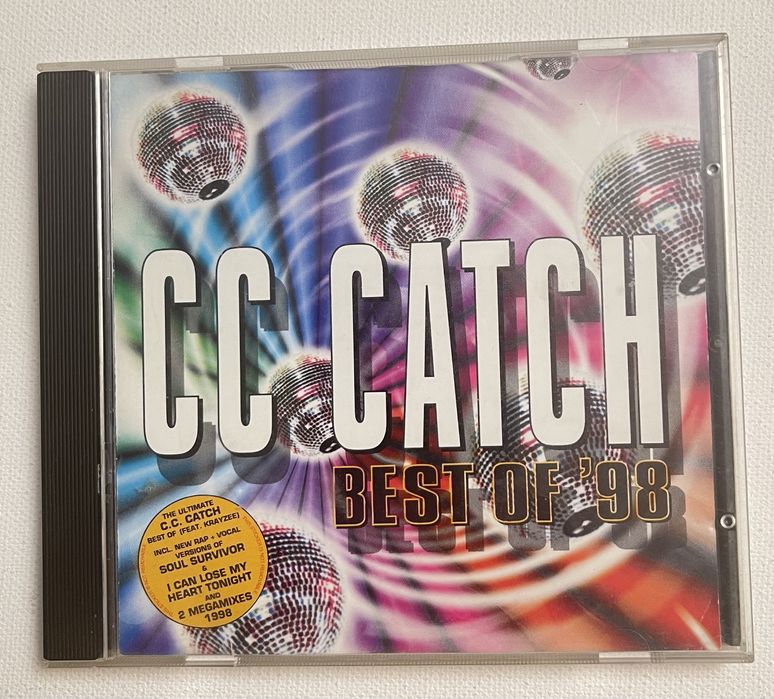 CC CATCH
BEST OF '98
THE ULTIMATE
C.C. CATCH
BEST OF (FEAT. KRAYZEE)
INCL. NEW RAP + VOCAL
VERSIONS OF
SOUL SURVIVOR
&
I CAN LOSE MY
HEART TONIGHT
AND
2 MEGAMIXES
1998